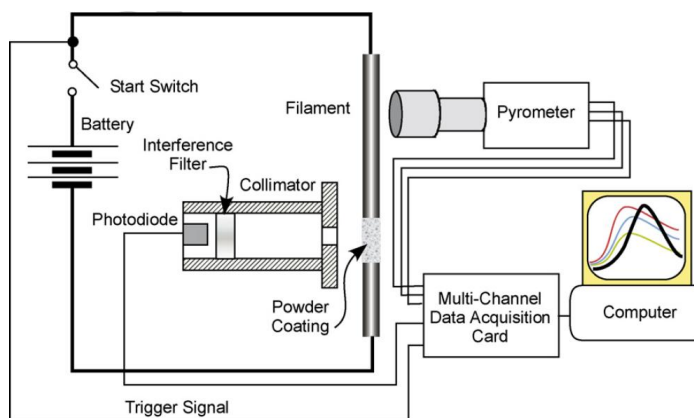 Start Switch
Battery
Interference
Filter
Collimator
Photodiode
Filament
Pyrometer
Powder
Coating
Multi-Channel
Data Acquisition
Card
Computer
Trigger Signal